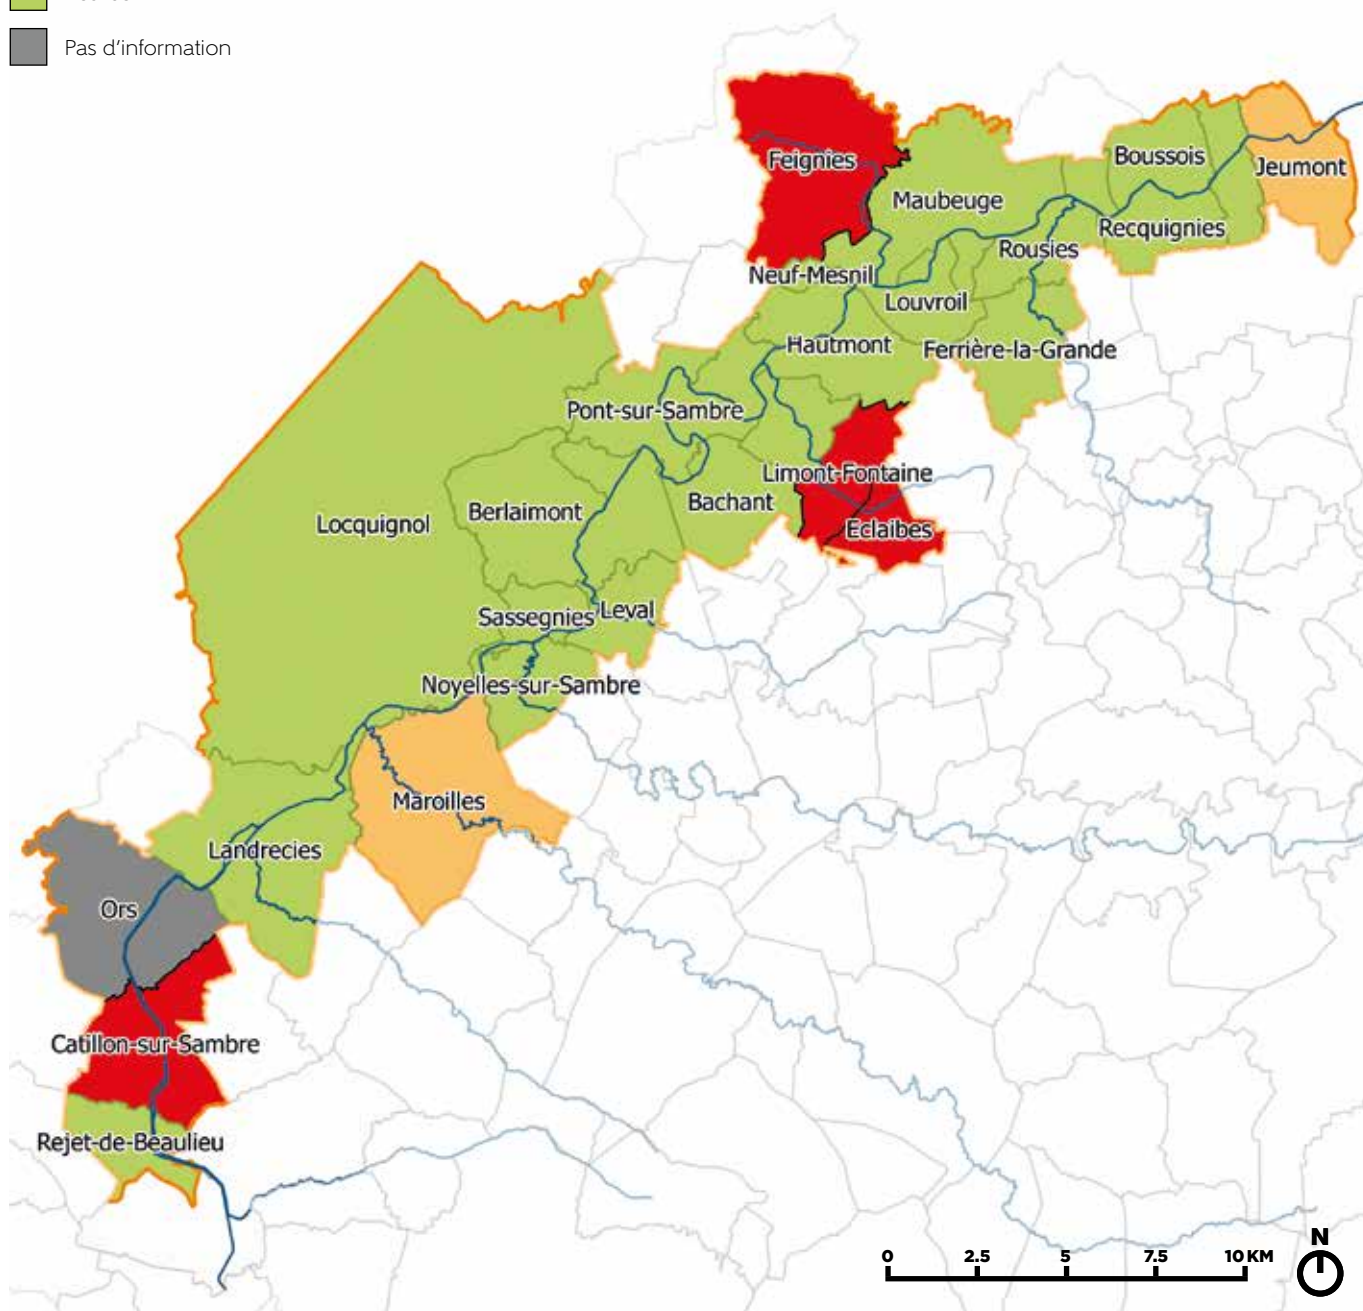 Pas d'information
Feignies
Boussois
Jeumont
Maubeuge
Recquignies
Rousies
Neuf-Mesnil
Louvroil
Hautmont
Ferrière-la-Grande
Pont-sur-Sambre
Limont-Fontaine
Bachant
Berlaimont
Locquignol
Eclaibes
Sassegnies
Leval
Noyelles-sur-Sambre
Maroilles
Landrecies
Ors
Catillon-sur-Sambre
Rejet-de-Beaulieu
0 2.5 5 7.5 10 KM
N